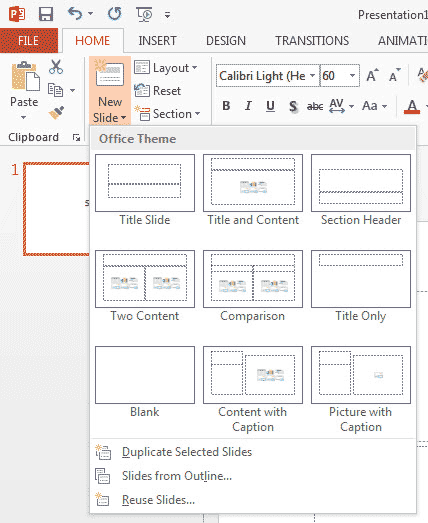 Presentation1
FILE HOME INSERT DESIGN TRANSITIONS ANIMATI
Paste
New Slide
Layout
Reset
Section
Calibri Light (He 60 A A
B I U S abc AV Aa A
Clipboard
Office Theme
1
Title Slide Title and Content Section Header
Two Content Comparison Title Only
Blank Content with Caption Picture with Caption
Duplicate Selected Slides
Slides from Outline...
Reuse Slides...